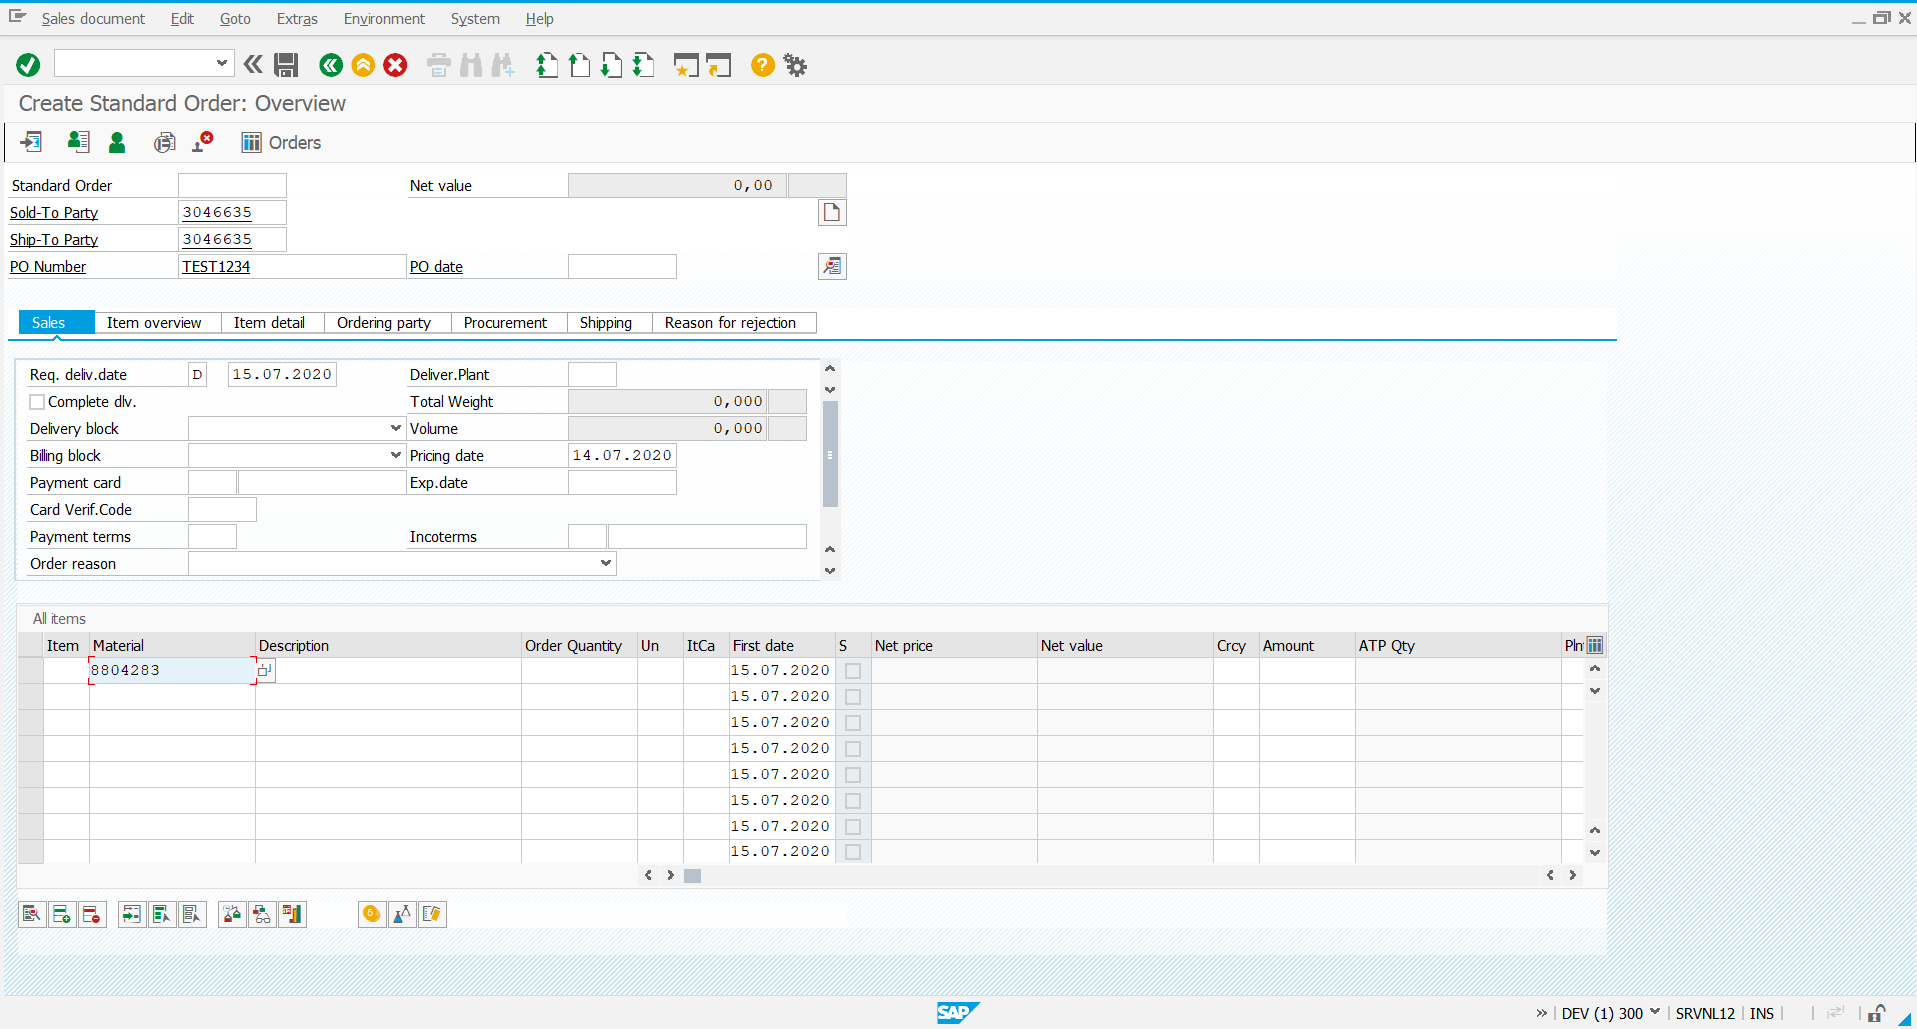 Sales document Edit Goto Extras Environment System Help
Create Standard Order: Overview
Orders
Standard Order Net value 0,00
Sold-To Party 3046635
Ship-To Party 3046635
PO Number TEST1234 PO date
Sales Item overview Item detail Ordering party Procurement Shipping Reason for rejection
Req. deliv.date D 15.07.2020 Deliver.Plant
Complete dlv. Total Weight 0,000
Delivery block Volume 0,000
Billing block Pricing date 14.07.2020
Payment card Exp.date
Card Verif.Code
Payment terms Incoterms
Order reason
All items
Item Material Description Order Quantity Un ItCa First date S Net price Net value Crcy Amount ATP Qty Pln
8804283 15.07.2020
15.07.2020
15.07.2020
15.07.2020
15.07.2020
15.07.2020
15.07.2020
15.07.2020
SAP » DEV (1) 300 SRVNL12 INS